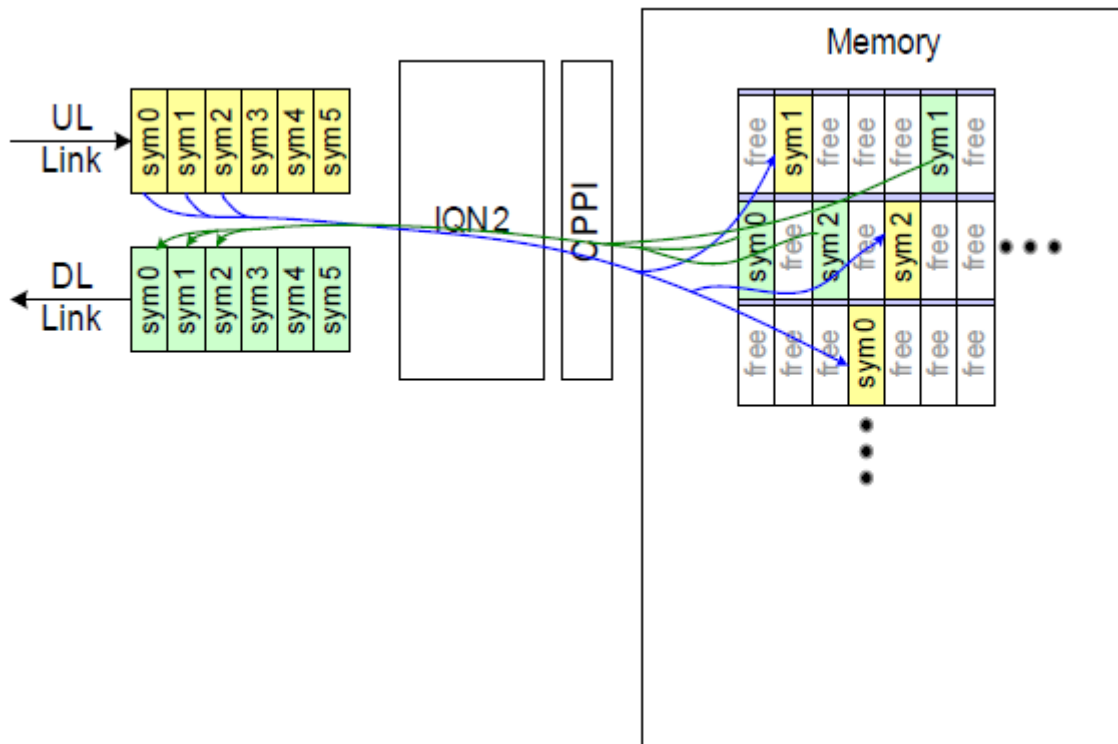 Memory
UL
Link
sym0 sym1 sym2 sym3 sym4 sym5
IQN2
CPPI
free sym1 free free free sym1 free
sym0 free sym2 free sym2 free free
DL
Link
sym0 sym1 sym2 sym3 sym4 sym5
free free free sym0 free free free